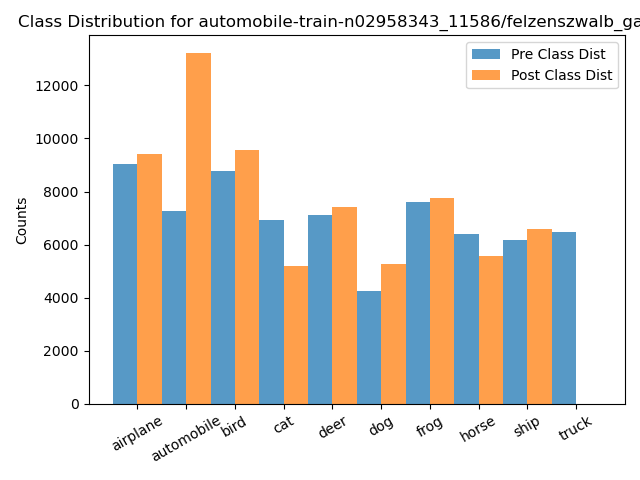 Class Distribution for automobile-train-n02958343_11586/felzenszwalb_ga
Pre Class Dist
Post Class Dist
Counts
12000
10000
8000
6000
4000
2000
0
airplane
automobile
bird
cat
deer
dog
frog
horse
ship
truck